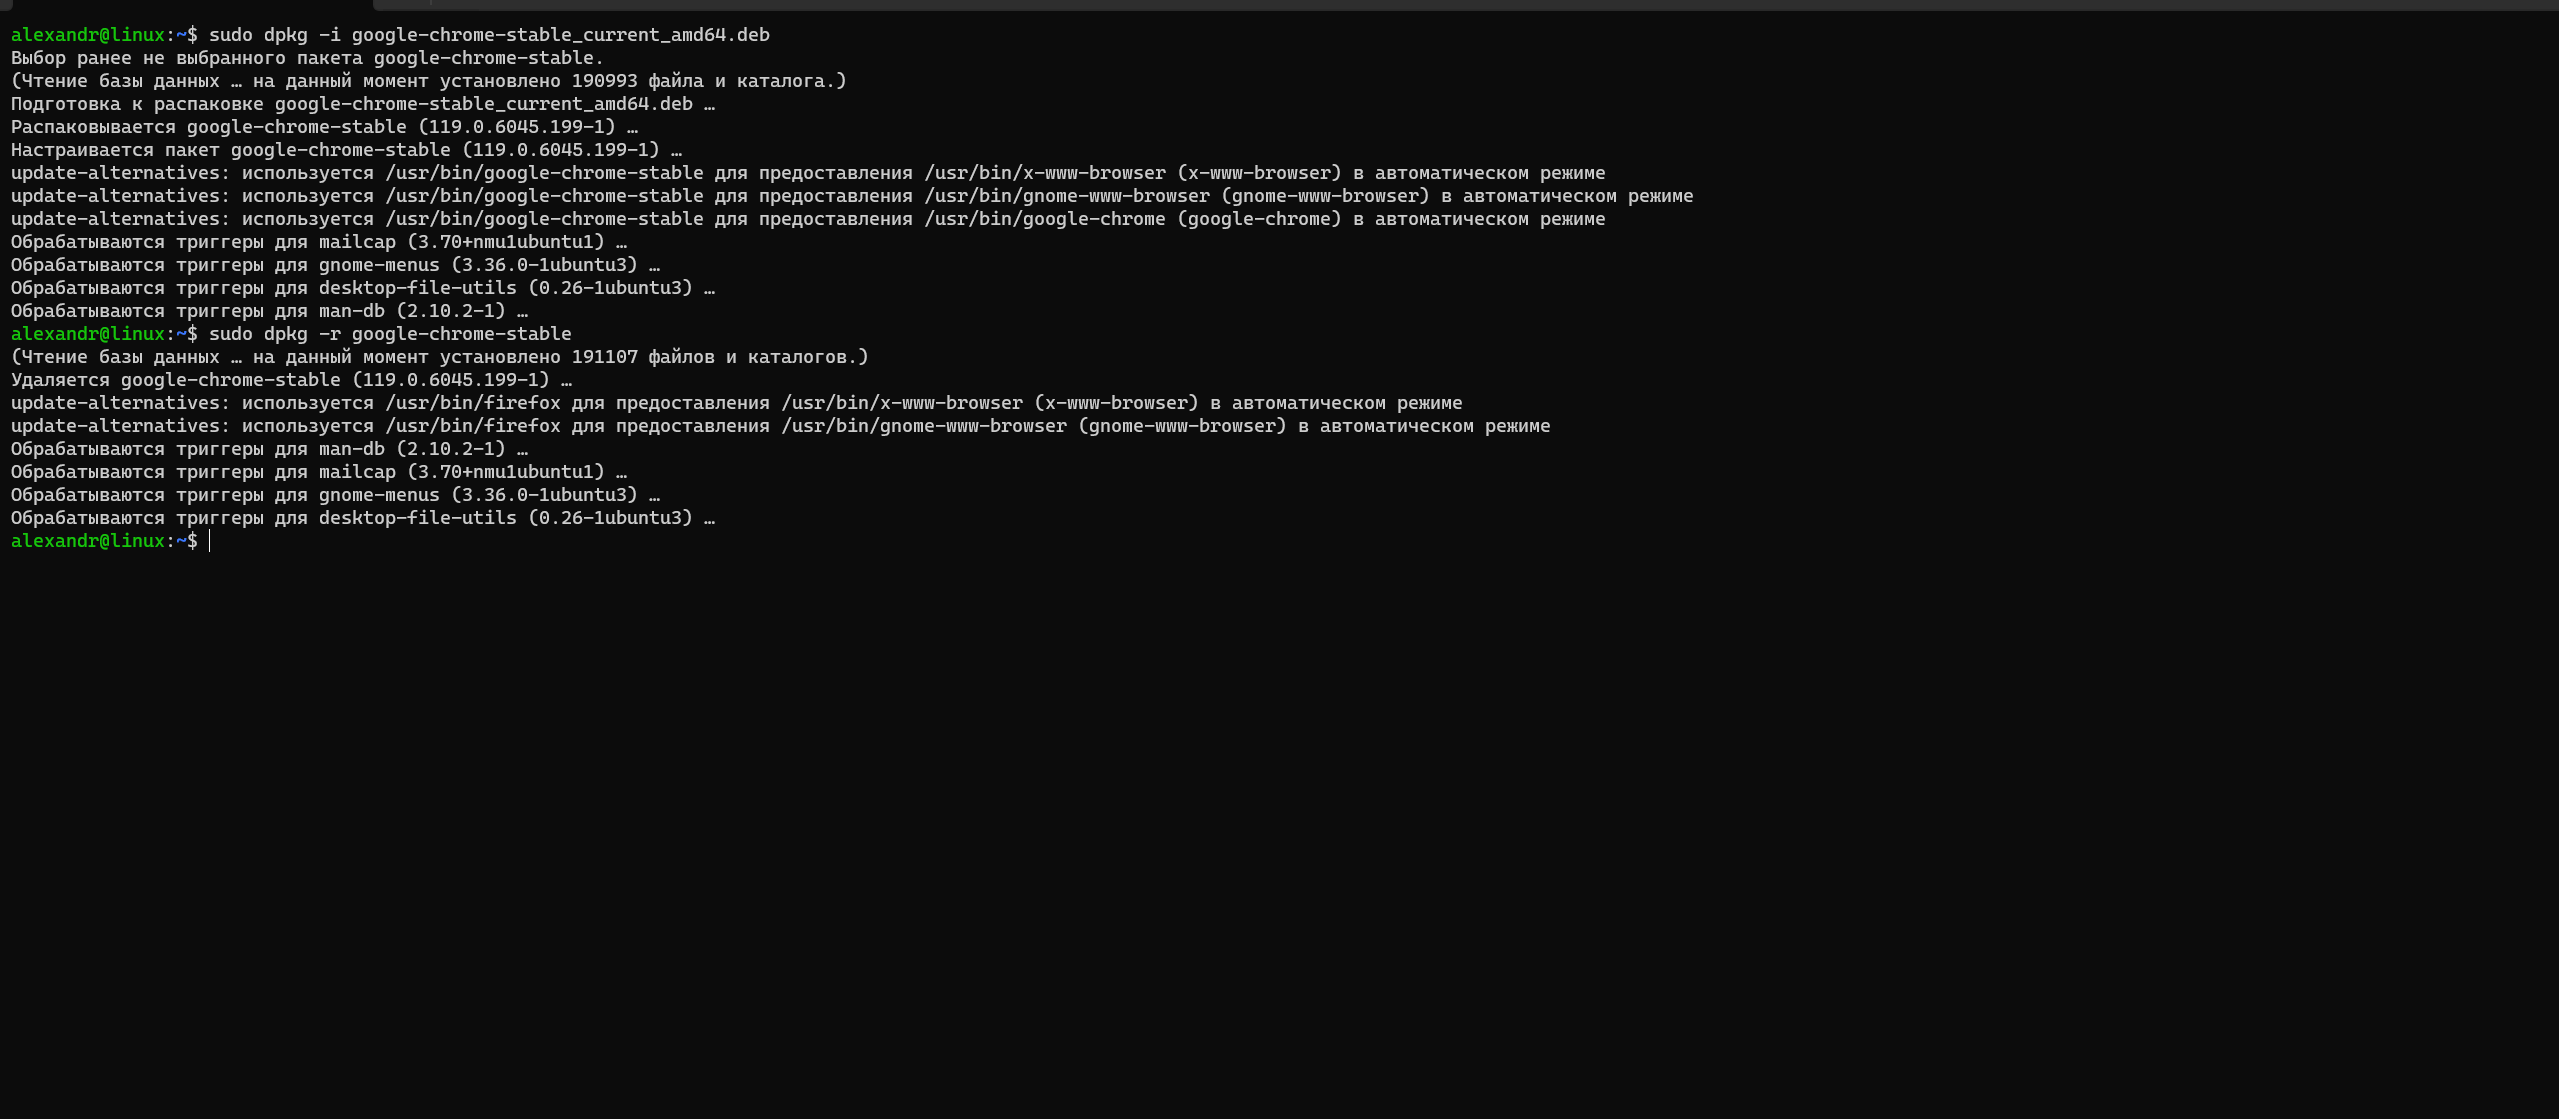 alexandr@linux:~$ sudo dpkg -i google-chrome-stable_current_amd64.deb
Выбор ранее не выбранного пакета google-chrome-stable.
(Чтение базы данных … на данный момент установлено 190993 файла и каталога.)
Подготовка к распаковке google-chrome-stable_current_amd64.deb …
Распаковывается google-chrome-stable (119.0.6045.199-1) …
Настраивается пакет google-chrome-stable (119.0.6045.199-1) …
update-alternatives: используется /usr/bin/google-chrome-stable для предоставления /usr/bin/x-www-browser (x-www-browser) в автоматическом режиме
update-alternatives: используется /usr/bin/google-chrome-stable для предоставления /usr/bin/gnome-www-browser (gnome-www-browser) в автоматическом режиме
update-alternatives: используется /usr/bin/google-chrome-stable для предоставления /usr/bin/google-chrome (google-chrome) в автоматическом режиме
Обрабатываются триггеры для mailcap (3.70+nmu1ubuntu1) …
Обрабатываются триггеры для gnome-menus (3.36.0-1ubuntu3) …
Обрабатываются триггеры для desktop-file-utils (0.26-1ubuntu3) …
Обрабатываются триггеры для man-db (2.10.2-1) …
alexandr@linux:~$ sudo dpkg -r google-chrome-stable
(Чтение базы данных … на данный момент установлено 191107 файлов и каталогов.)
Удаляется google-chrome-stable (119.0.6045.199-1) …
update-alternatives: используется /usr/bin/firefox для предоставления /usr/bin/x-www-browser (x-www-browser) в автоматическом режиме
update-alternatives: используется /usr/bin/firefox для предоставления /usr/bin/gnome-www-browser (gnome-www-browser) в автоматическом режиме
Обрабатываются триггеры для man-db (2.10.2-1) …
Обрабатываются триггеры для mailcap (3.70+nmu1ubuntu1) …
Обрабатываются триггеры для gnome-menus (3.36.0-1ubuntu3) …
Обрабатываются триггеры для desktop-file-utils (0.26-1ubuntu3) …
alexandr@linux:~$